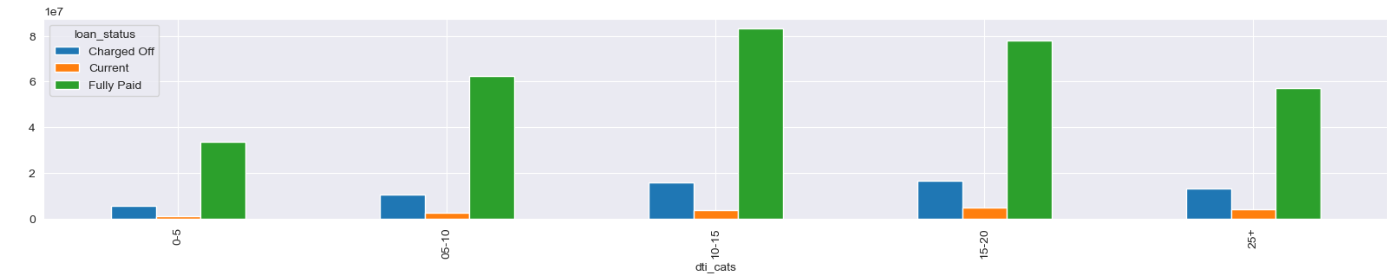 1e7
loan_status
Charged Off
Current
Fully Paid
8
6
4
2
0
0-5
05-10
10-15
15-20
25+
dti_cats